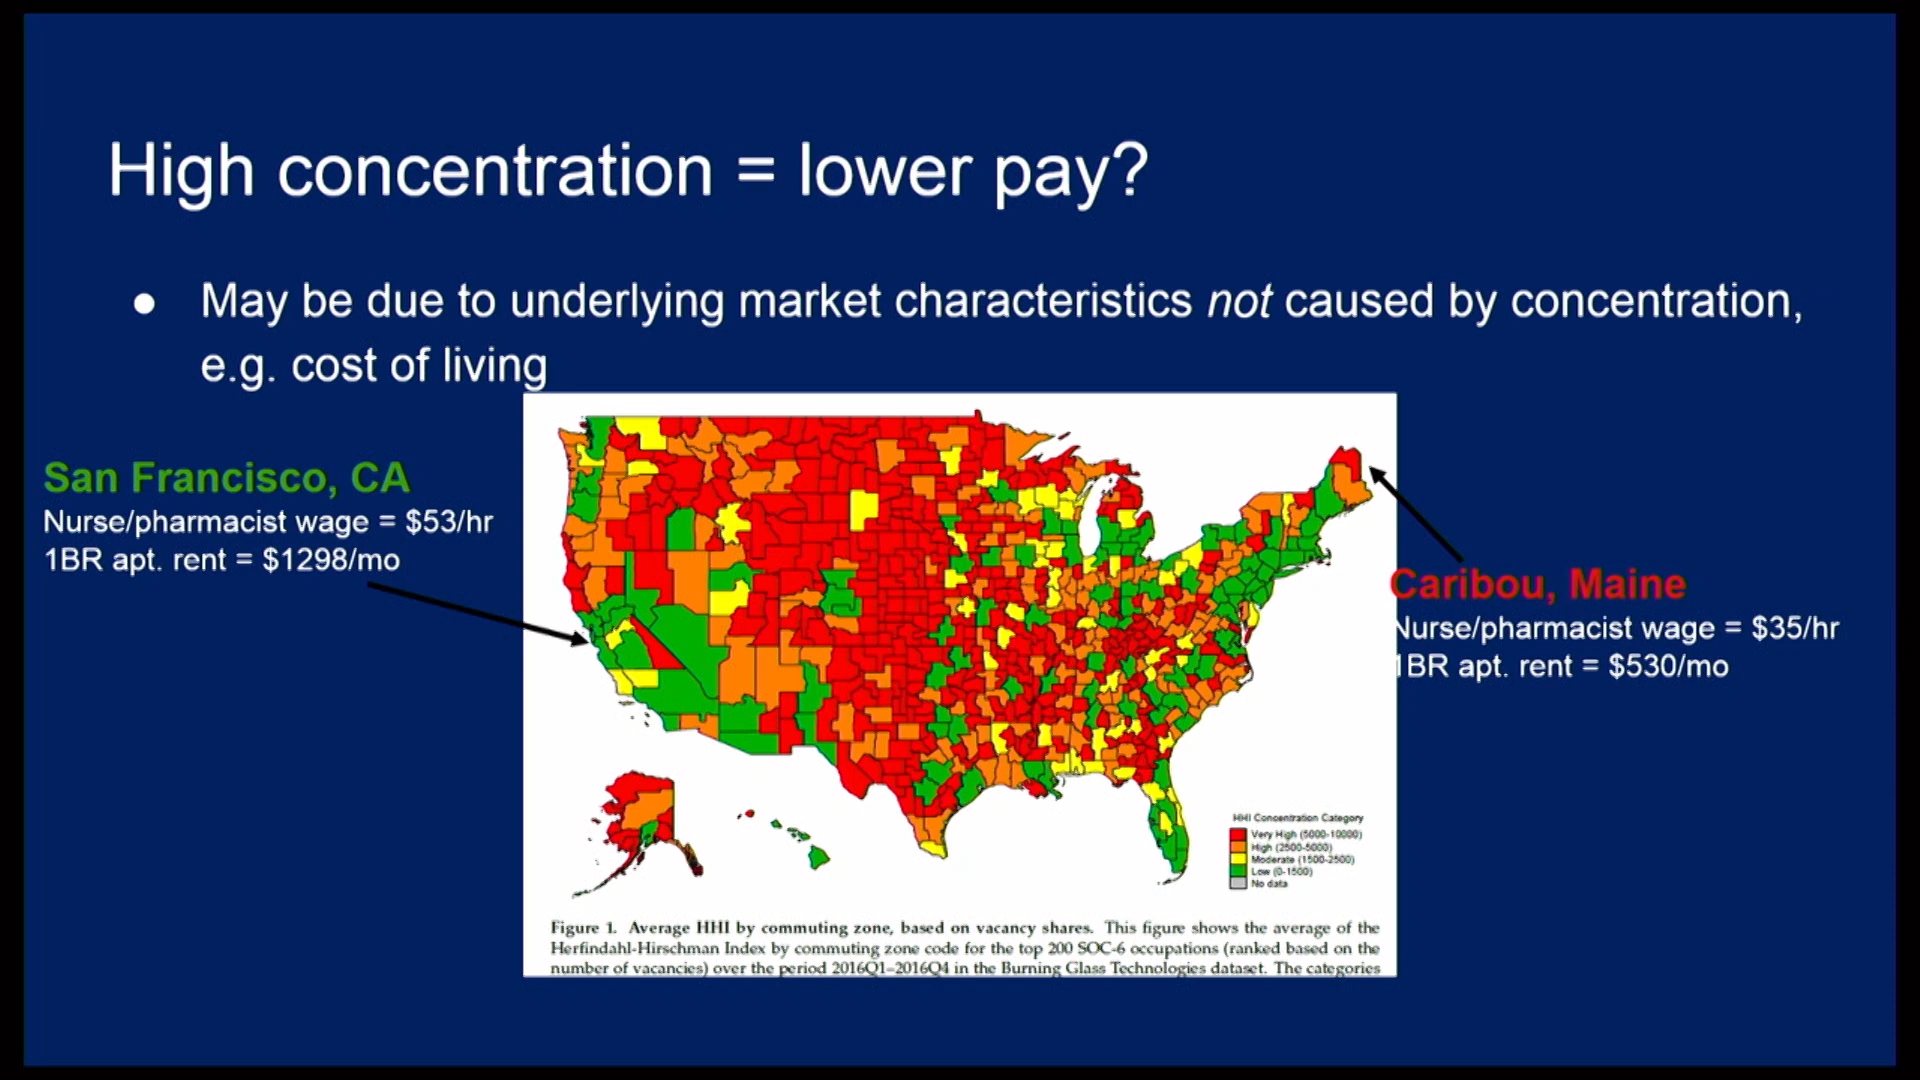 High concentration = lower pay?
● May be due to underlying market characteristics not caused by concentration,
e.g. cost of living
San Francisco, CA
Nurse/pharmacist wage = $53/hr
1BR apt. rent = $1298/mo
Caribou, Maine
Nurse/pharmacist wage = $35/hr
1BR apt. rent = $530/mo
HHI Concentration Category
Very High (5000-10000)
High (2500-5000)
Moderate (1500-2500)
Low (0-1500)
No data
Figure 1. Average HHI by commuting zone, based on vacancy shares. This figure shows the average of the
Herfindahl-Hirschman Index by commuting zone code for the top 200 SOC-6 occupations (ranked based on the
number of vacancies) over the period 2016Q1–2016Q4 in the Burning Glass Technologies dataset. The categories